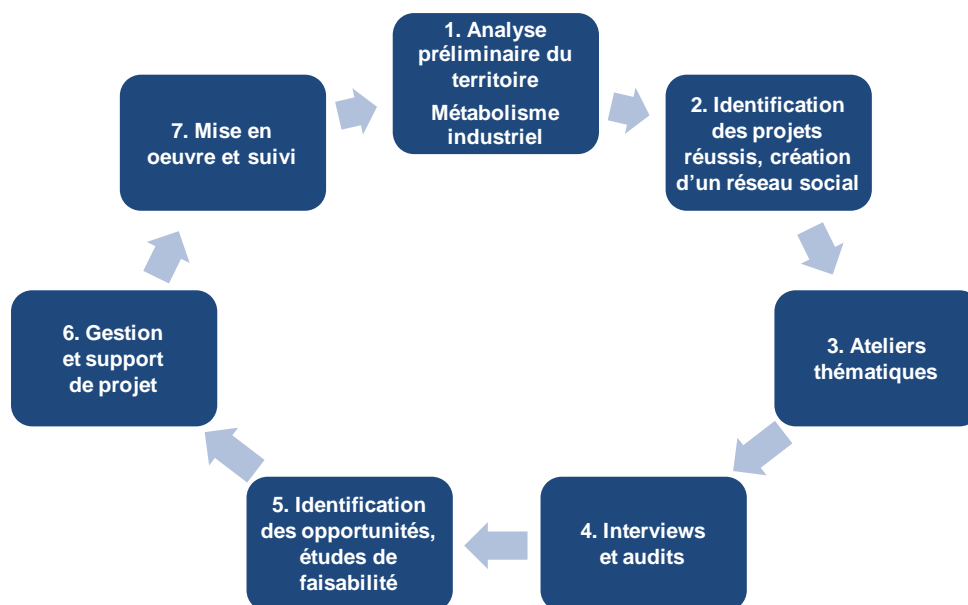 1. Analyse
préliminaire du
territoire
Métabolisme
industriel
2. Identification
des projets
réussis, création
d'un réseau social
3. Ateliers
thématiques
4. Interviews
et audits
5. Identification
des opportunités,
études de
faisabilité
6. Gestion
et support
de projet
7. Mise en
oeuvre et suivi